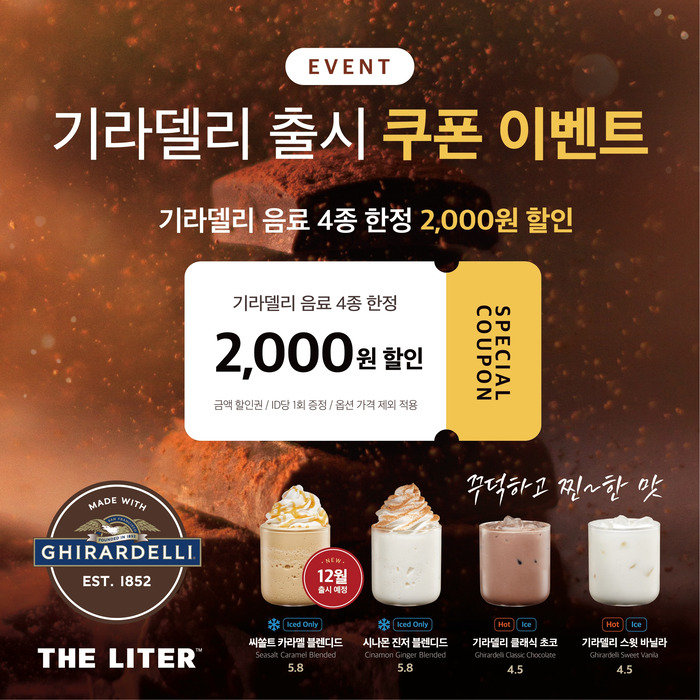 EVENT
기라델리 출시 쿠폰 이벤트
기라델리 음료 4종 한정 2,000원 할인
기라델리 음료 4종 한정
2,000원 할인
금액 할인권 / ID당 1회 증정 / 옵션 가격 제외 적용
SPECIAL
COUPON
꾸덕하고 찐~한 맛
MADE WITH
SAN FRANCISCO
FOUNDED IN 1852
GHIRARDELLI
EST. 1852
THE LITER™
NEW
12월
출시 예정
Iced Only
씨쏠트 카라멜 블렌디드
Seasalt Caramel Blended
5.8
Iced Only
시나몬 진저 블렌디드
Cinamon Ginger Blended
5.8
Hot Ice
기라델리 클래식 초코
Ghirardelli Classic Chocolate
4.5
Hot Ice
기라델리 스윗 바닐라
Ghirardelli Sweet Vanila
4.5